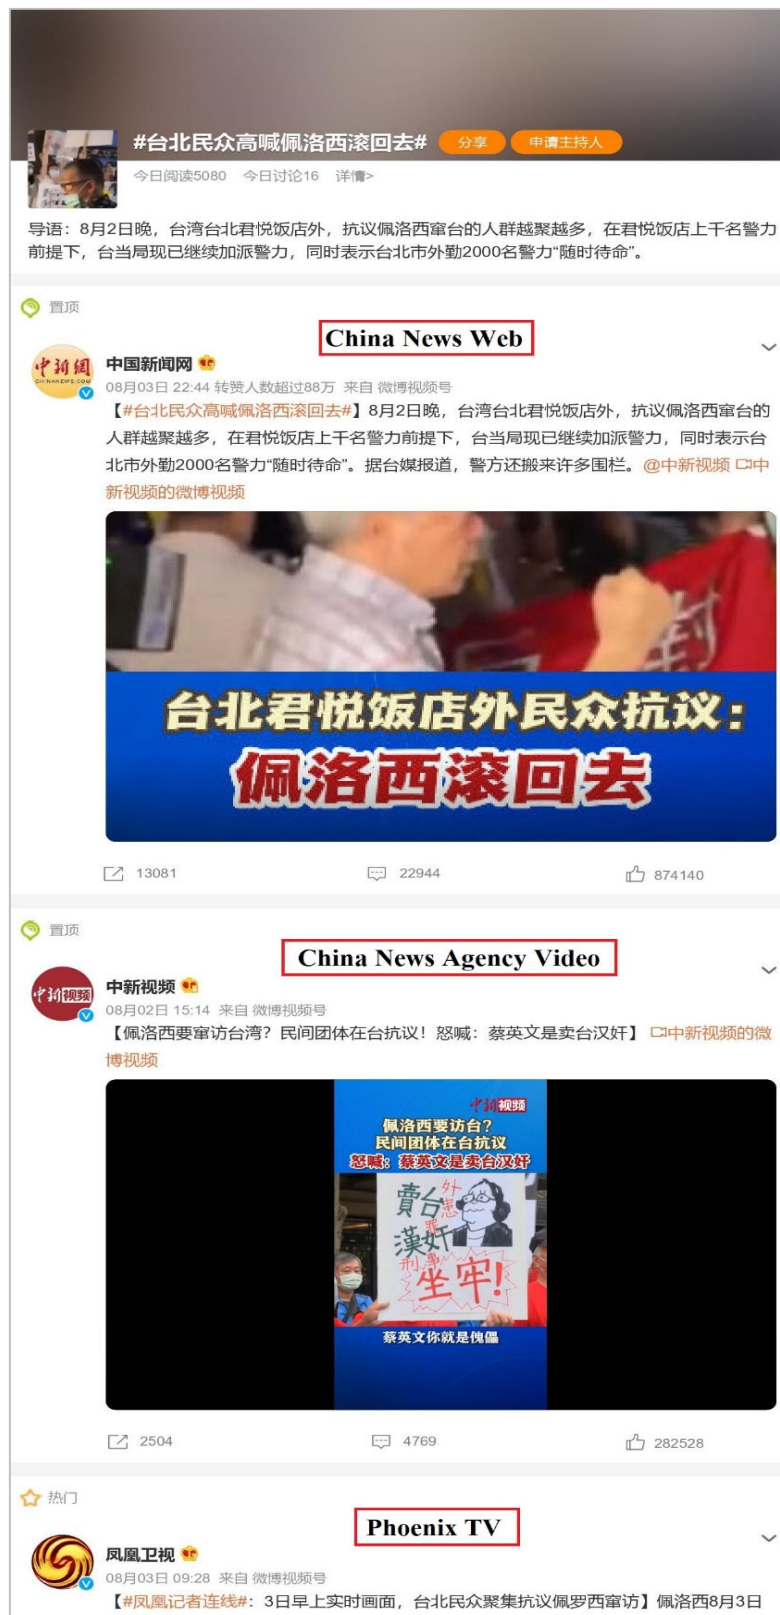 #台北民众高喊佩洛西滚回去# 分享 申请主持人
今日阅读5080 今日讨论16 详情>
导语：8月2日晚，台湾台北君悦饭店外，抗议佩洛西窜台的人群越聚越多，在君悦饭店上千名警力
前提下，台当局现已继续加派警力，同时表示台北市外勤2000名警力“随时待命”。
置顶
China News Web
中新網
CHINANEWS.COM
中国新闻网
08月03日 22:44 转赞人数超过88万 来自 微博视频号
【#台北民众高喊佩洛西滚回去#】8月2日晚，台湾台北君悦饭店外，抗议佩洛西窜台的
人群越聚越多，在君悦饭店上千名警力前提下，台当局现已继续加派警力，同时表示台
北市外勤2000名警力“随时待命”。据台媒报道，警方还搬来许多围栏。@中新视频 中
新视频的微博视频
台北君悦饭店外民众抗议：
佩洛西滚回去
13081 22944 874140
置顶
China News Agency Video
中新视频
中新视频
08月02日 15:14 来自 微博视频号
【佩洛西要窜访台湾？民间团体在台抗议！怒喊：蔡英文是卖台汉奸】 中新视频的微
博视频
中新视频
佩洛西要访台？
民间团体在台抗议
怒喊：蔡英文是卖台汉奸
賣台
漢奸
外患罪
刑事
坐牢!
蔡英文你就是傀儡
2504 4769 282528
热门
Phoenix TV
凤凰卫视
08月03日 09:28 来自 微博视频号
【#凤凰记者连线#：3日早上实时画面，台北民众聚集抗议佩罗西窜访】佩洛西8月3日